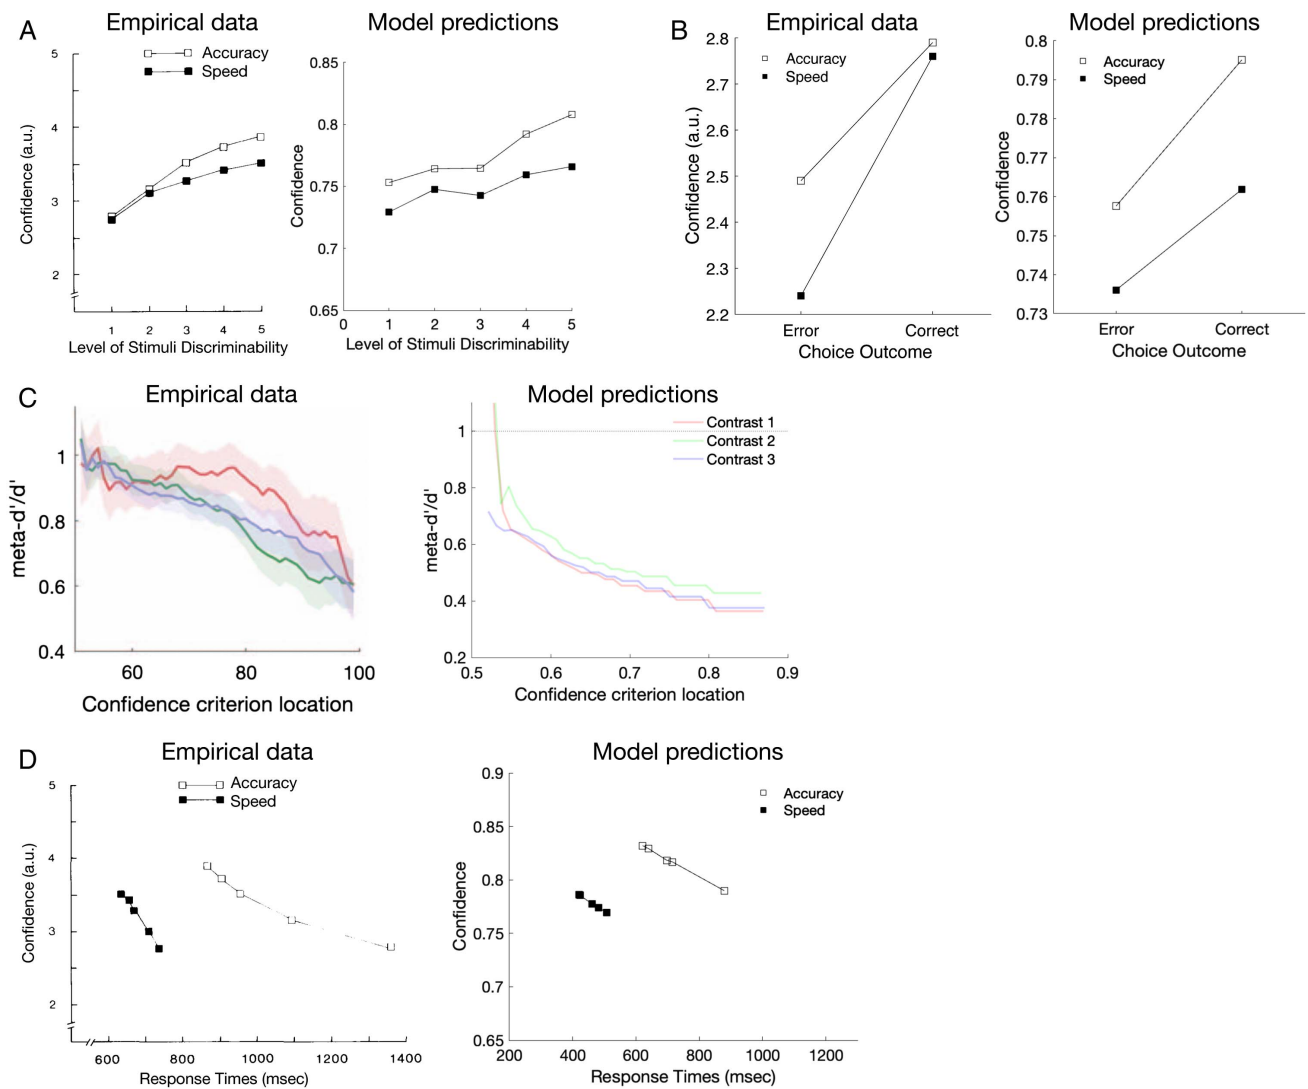 A
Empirical data
Accuracy
Speed
5
4
3
2
Confidence (a.u.)
1 2 3 4 5
Level of Stimuli Discriminability
Model predictions
0.85
0.8
0.75
0.7
0.65
Confidence
0 1 2 3 4 5
Level of Stimuli Discriminability
B
Empirical data
Accuracy
Speed
2.8
2.7
2.6
2.5
2.4
2.3
2.2
Confidence (a.u.)
Error Correct
Choice Outcome
Model predictions
Accuracy
Speed
0.8
0.79
0.78
0.77
0.76
0.75
0.74
0.73
Confidence
Error Correct
Choice Outcome
C
Empirical data
1
0.8
0.6
0.4
meta-d'/d'
60 80 100
Confidence criterion location
Model predictions
Contrast 1
Contrast 2
Contrast 3
1
0.8
0.6
0.4
0.2
meta-d'/d'
0.5 0.6 0.7 0.8 0.9
Confidence criterion location
D
Empirical data
Accuracy
Speed
5
4
3
2
Confidence (a.u.)
600 800 1000 1200 1400
Response Times (msec)
Model predictions
Accuracy
Speed
0.9
0.85
0.8
0.75
0.7
0.65
Confidence
200 400 600 800 1000 1200
Response Times (msec)